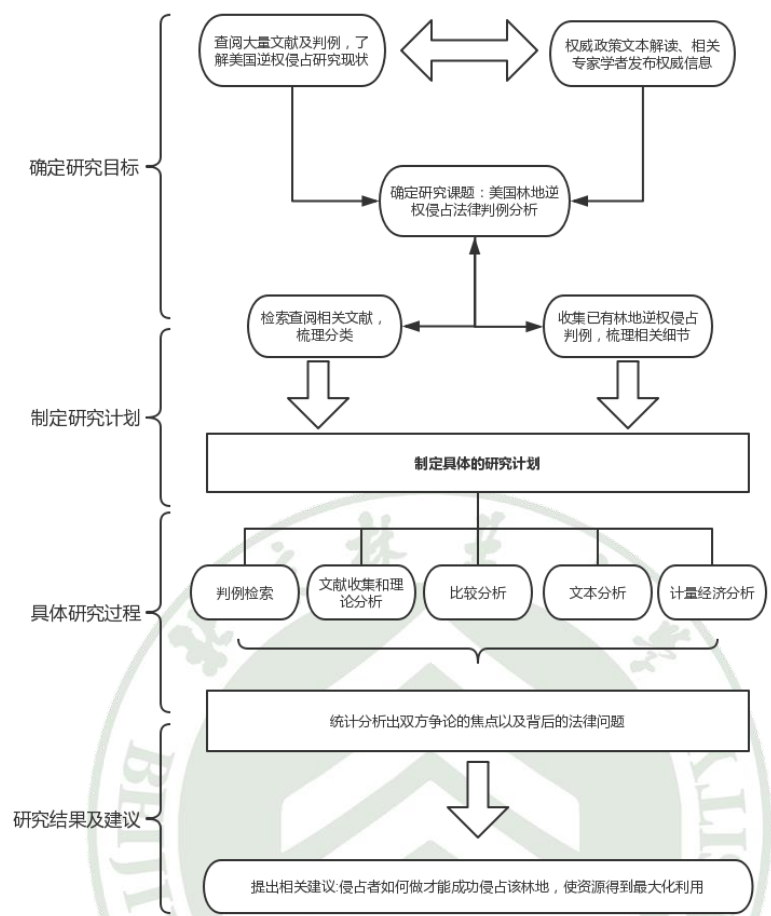 查阅大量文献及判例，了
解美国逆权侵占研究现状
权威政策文本解读、相关
专家学者发布权威信息
确定研究目标
确定研究课题：美国林地逆
权侵占法律判例分析
检索查阅相关文献，
梳理分类
收集已有林地逆权侵占
判例，梳理相关细节
制定研究计划
制定具体的研究计划
具体研究过程
判例检索
文献收集和理
论分析
比较分析
文本分析
计量经济分析
统计分析出双方争论的焦点以及背后的法律问题
研究结果及建议
提出相关建议:侵占者如何做才能成功侵占该林地，使资源得到最大化利用